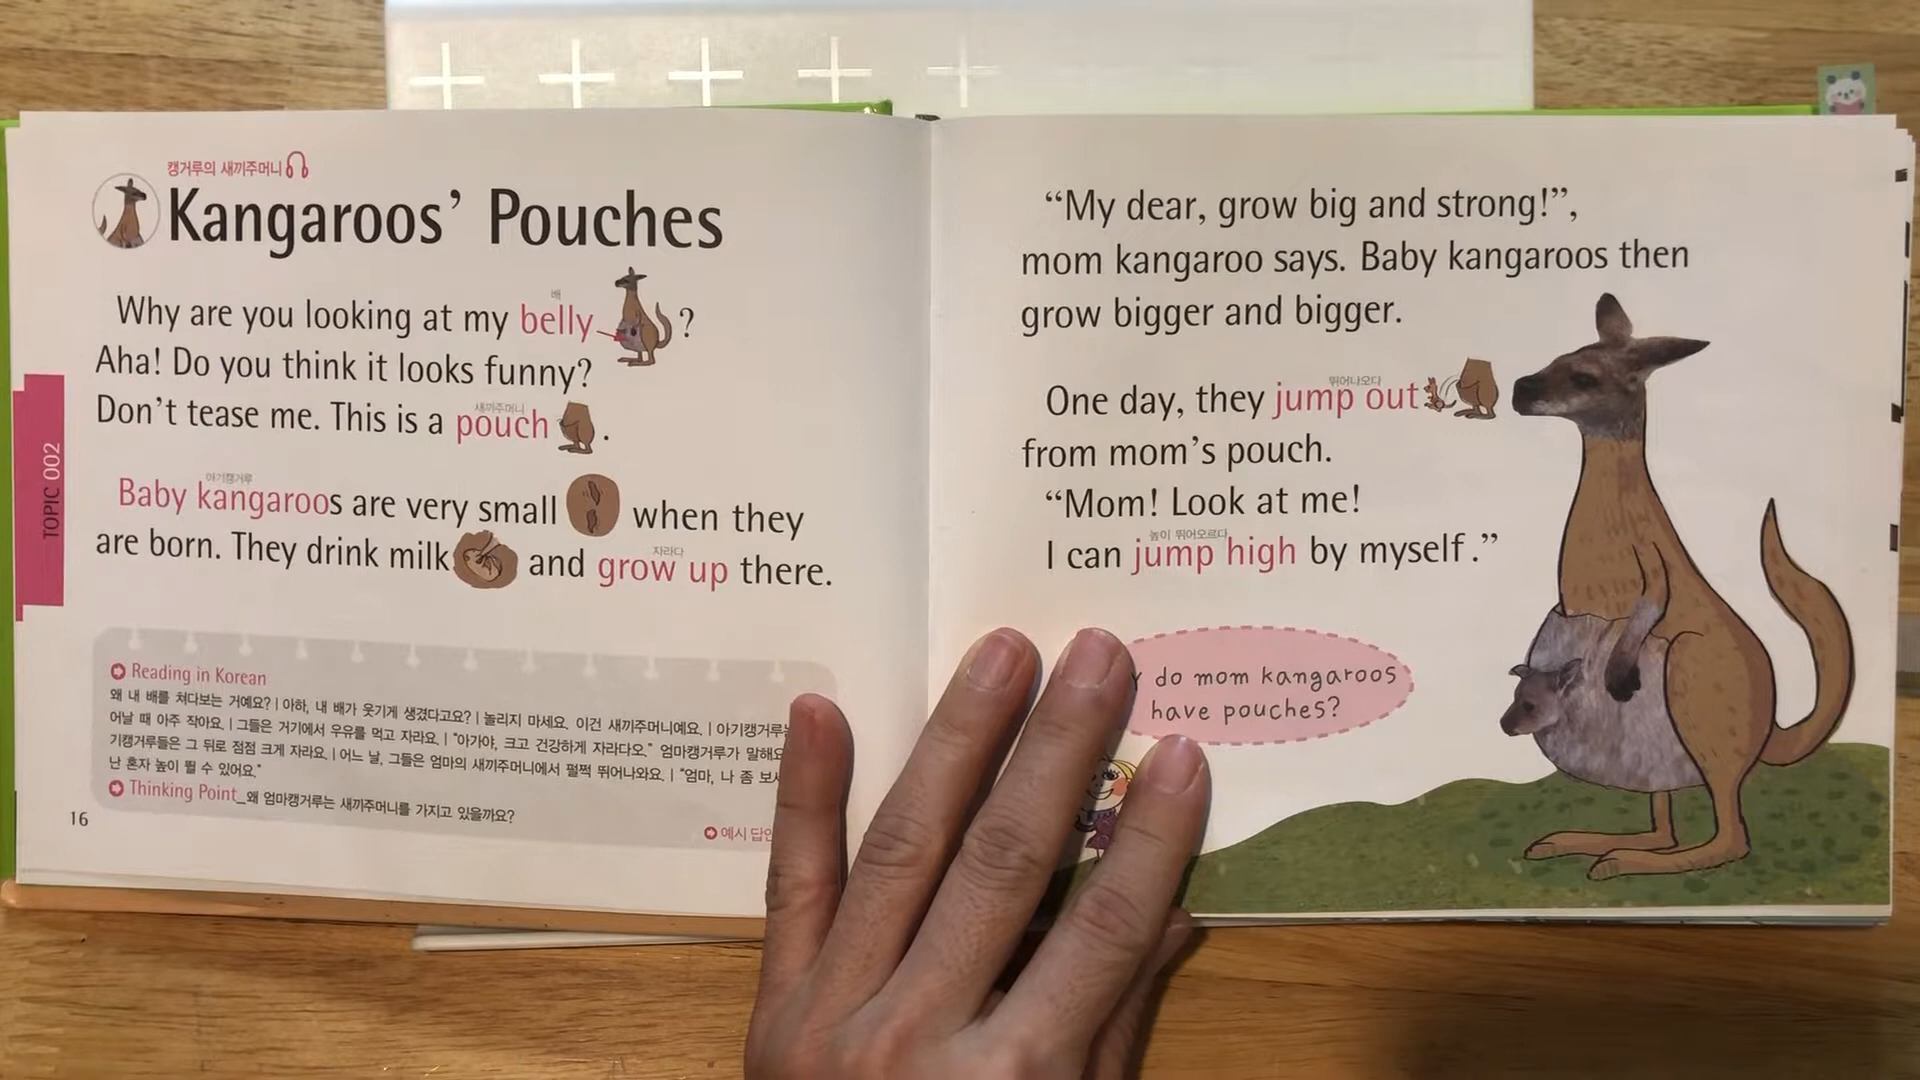 캥거루의 새끼주머니
Kangaroos' Pouches
배
Why are you looking at my belly ?
Aha! Do you think it looks funny?
새끼주머니
Don't tease me. This is a pouch .
아기캥거루
Baby kangaroos are very small when they
자라다
are born. They drink milk and grow up there.
TOPIC 002
Reading in Korean
왜 내 배를 쳐다보는 거예요? | 아하, 내 배가 웃기게 생겼다고요? | 놀리지 마세요. 이건 새끼주머니예요. | 아기캥거루
어날 때 아주 작아요. | 그들은 거기에서 우유를 먹고 자라요. | "아가야, 크고 건강하게 자라다오." 엄마캥거루가 말해요
기캥거루들은 그 뒤로 점점 크게 자라요. | 어느 날, 그들은 엄마의 새끼주머니에서 펄쩍 뛰어나와요. | "엄마, 나 좀
난 혼자 높이 뛸 수 있어요."
Thinking Point_왜 엄마캥거루는 새끼주머니를 가지고 있을까요?
예시
16
“My dear, grow big and strong!”,
mom kangaroo says. Baby kangaroos then
grow bigger and bigger.
뛰어나오다
One day, they jump out
from mom's pouch.
“Mom! Look at me!
높이 뛰어오르다
I can jump high by myself.”
do mom kangaroos
have pouches?